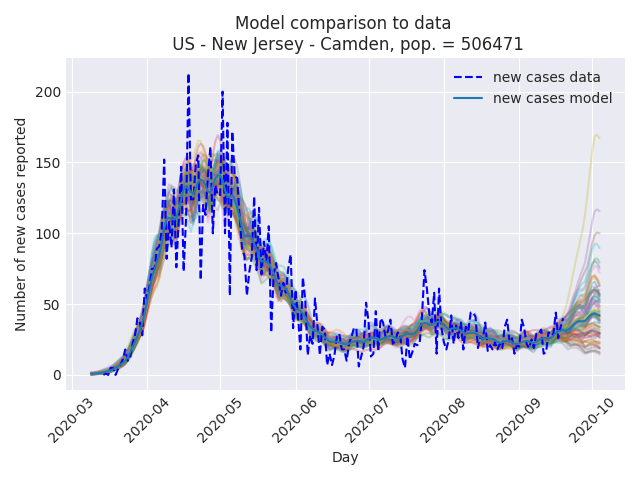 Model comparison to data
US - New Jersey - Camden, pop. = 506471
new cases data
new cases model
Number of new cases reported
200
150
100
50
0
2020-03
2020-04
2020-05
2020-06
2020-07
2020-08
2020-09
2020-10
Day